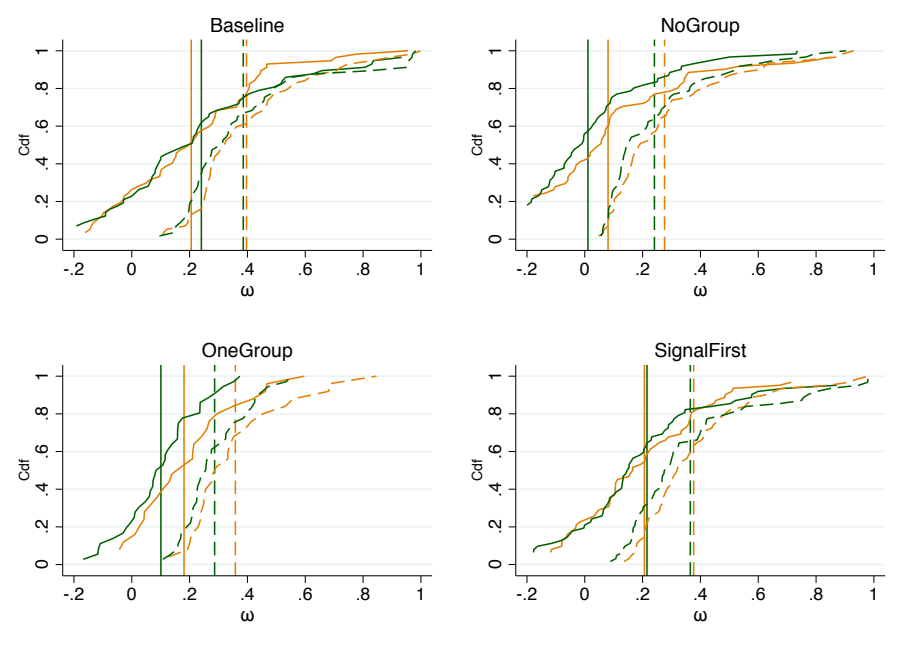 Baseline
Cdf
0 .2 .4 .6 .8 1
-.2 0 .2 .4 .6 .8 1
ω
NoGroup
Cdf
0 .2 .4 .6 .8 1
-.2 0 .2 .4 .6 .8 1
ω
OneGroup
Cdf
0 .2 .4 .6 .8 1
-.2 0 .2 .4 .6 .8 1
ω
SignalFirst
Cdf
0 .2 .4 .6 .8 1
-.2 0 .2 .4 .6 .8 1
ω